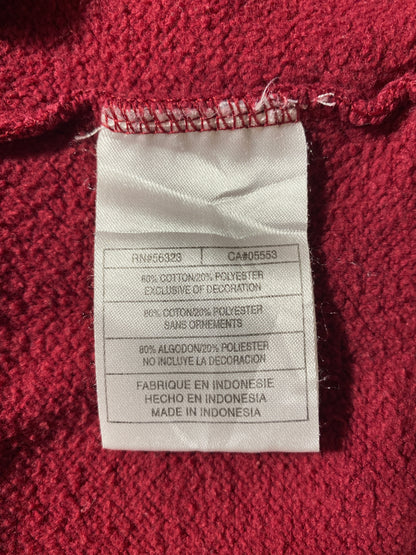 RN#56323 CA#05553
80% COTTON/20% POLYESTER
EXCLUSIVE OF DECORATION
80% COTON/20% POLYESTER
SANS ORNEMENTS
80% ALGODON/20% POLYESTER
NO INCLUYE LA DECORACION
FABRIQUE EN INDONESIE
HECHO EN INDONESIA
MADE IN INDONESIA